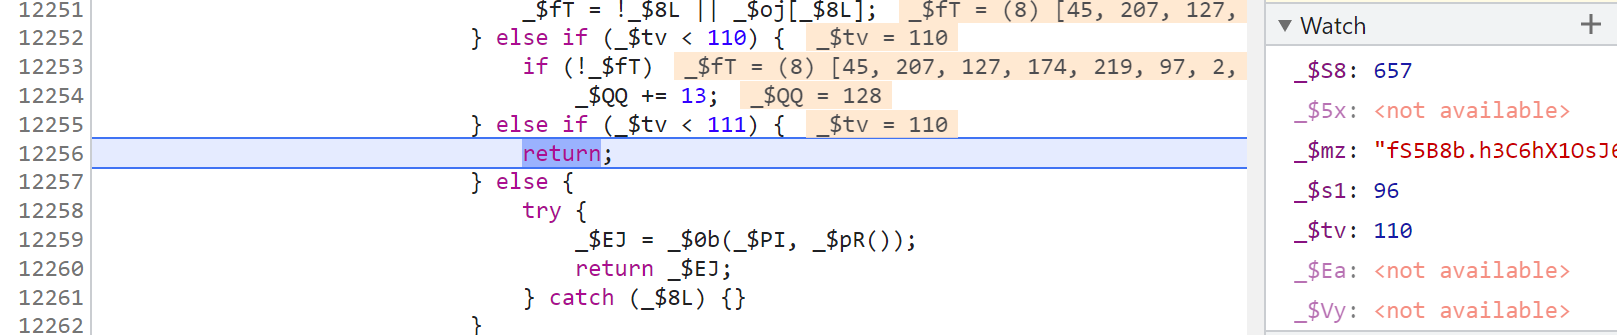 12251 _$fT = !_$8L || _$oj[_$8L]; _$fT = (8) [45, 207, 127,
12252 } else if (_$tv < 110) { _$tv = 110
12253 if (!_$fT) _$fT = (8) [45, 207, 127, 174, 219, 97, 2,
12254 _$QQ += 13; _$QQ = 128
12255 } else if (_$tv < 111) { _$tv = 110
12256 return;
12257 } else {
12258 try {
12259 _$EJ = _$0b(_$PI, _$pR());
12260 return _$EJ;
12261 } catch (_$8L) {}
12262 }
Watch
_$S8: 657
_$5x: <not available>
_$mz: "fS5B8b.h3C6hX1OsJ6
_$s1: 96
_$tv: 110
_$Ea: <not available>
_$Vy: <not available>